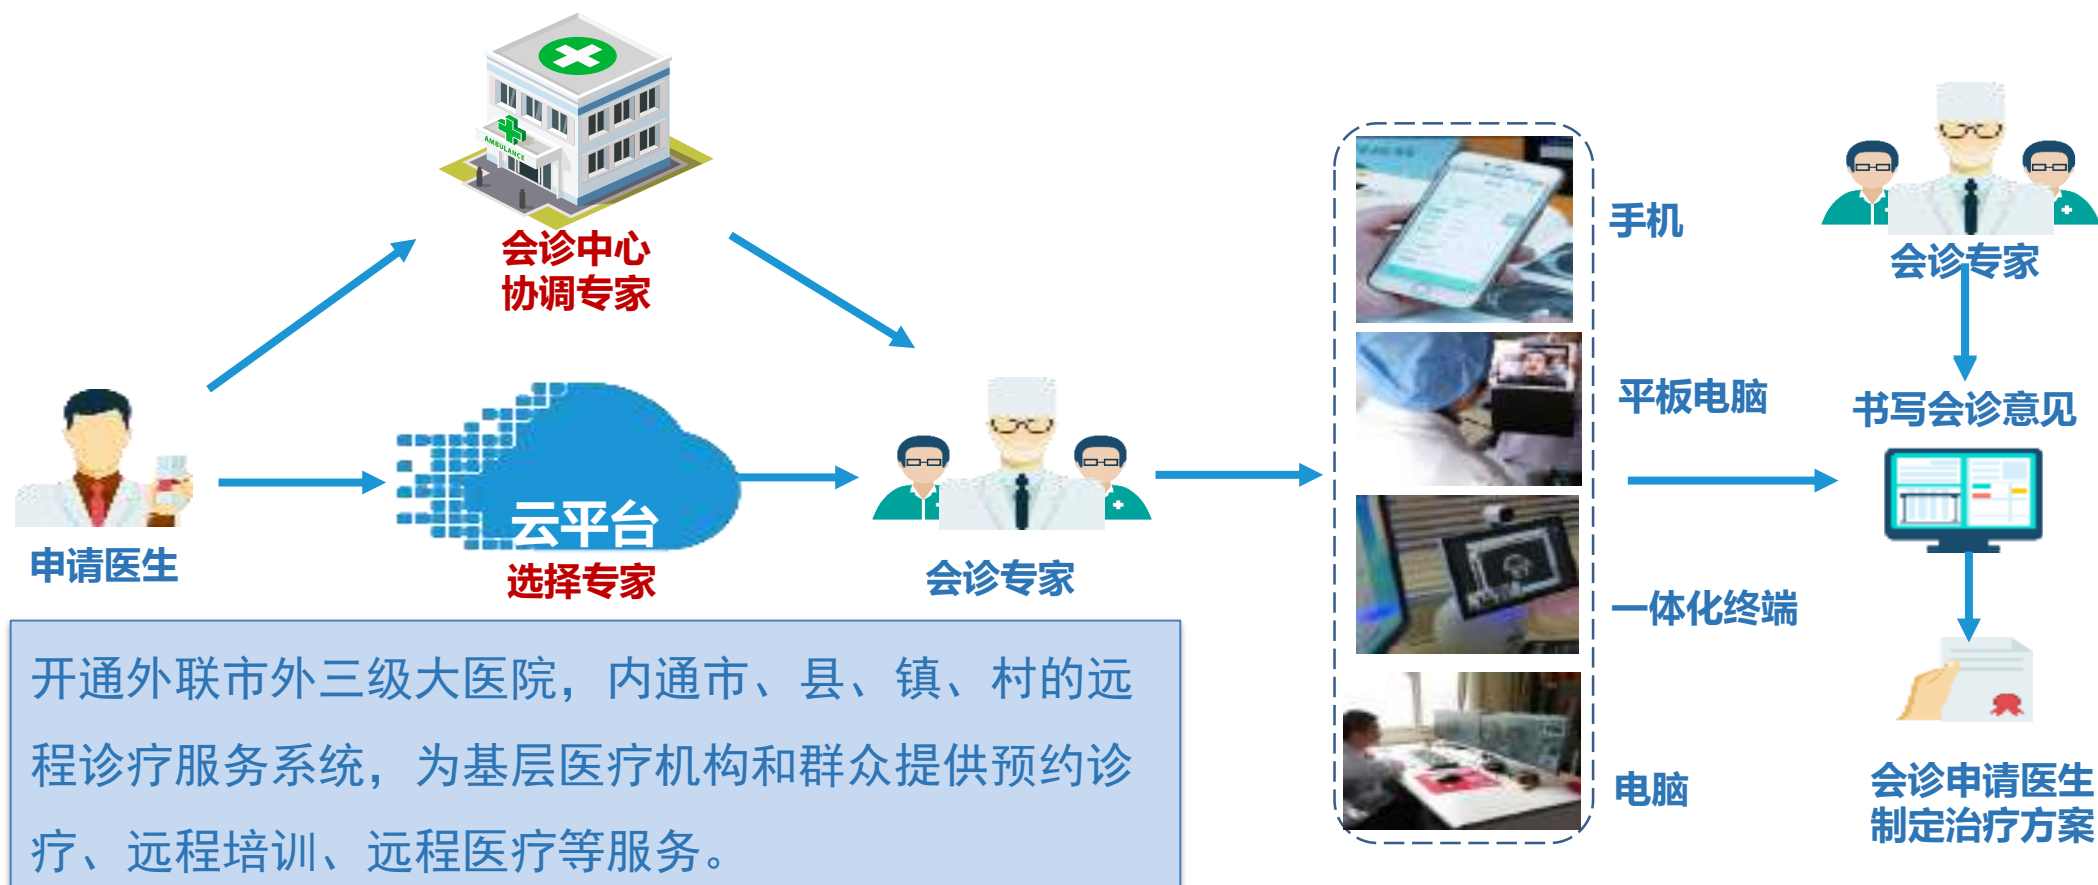 AMBULANCE
会诊中心
协调专家
申请医生
云平台
选择专家
会诊专家
手机
平板电脑
一体化终端
电脑
会诊专家
书写会诊意见
会诊申请医生
制定治疗方案
开通外联市外三级大医院，内通市、县、镇、村的远
程诊疗服务系统，为基层医疗机构和群众提供预约诊
疗、远程培训、远程医疗等服务。